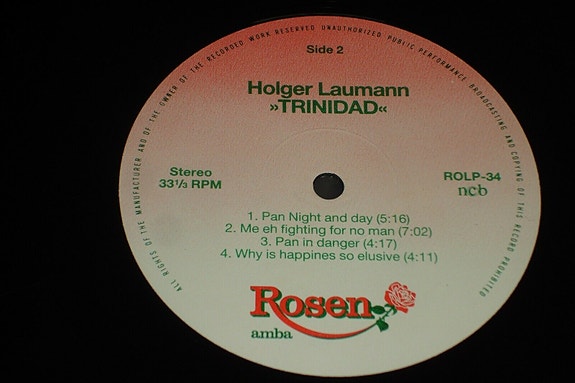 ALL RIGHTS OF THE MANUFACTURER AND OF THE OWNER OF THE RECORDED WORK RESERVED UNAUTHORIZED PUBLIC PERFORMANCE BROADCASTING AND COPYING OF THIS RECORD PROHIBITED
Side 2
Holger Laumann
»TRINIDAD«
Stereo
33⅓ RPM
ROLP-34
ncb
1. Pan Night and day (5:16)
2. Me eh fighting for no man (7:02)
3. Pan in danger (4:17)
4. Why is happines so elusive (4:11)
Rosen
amba